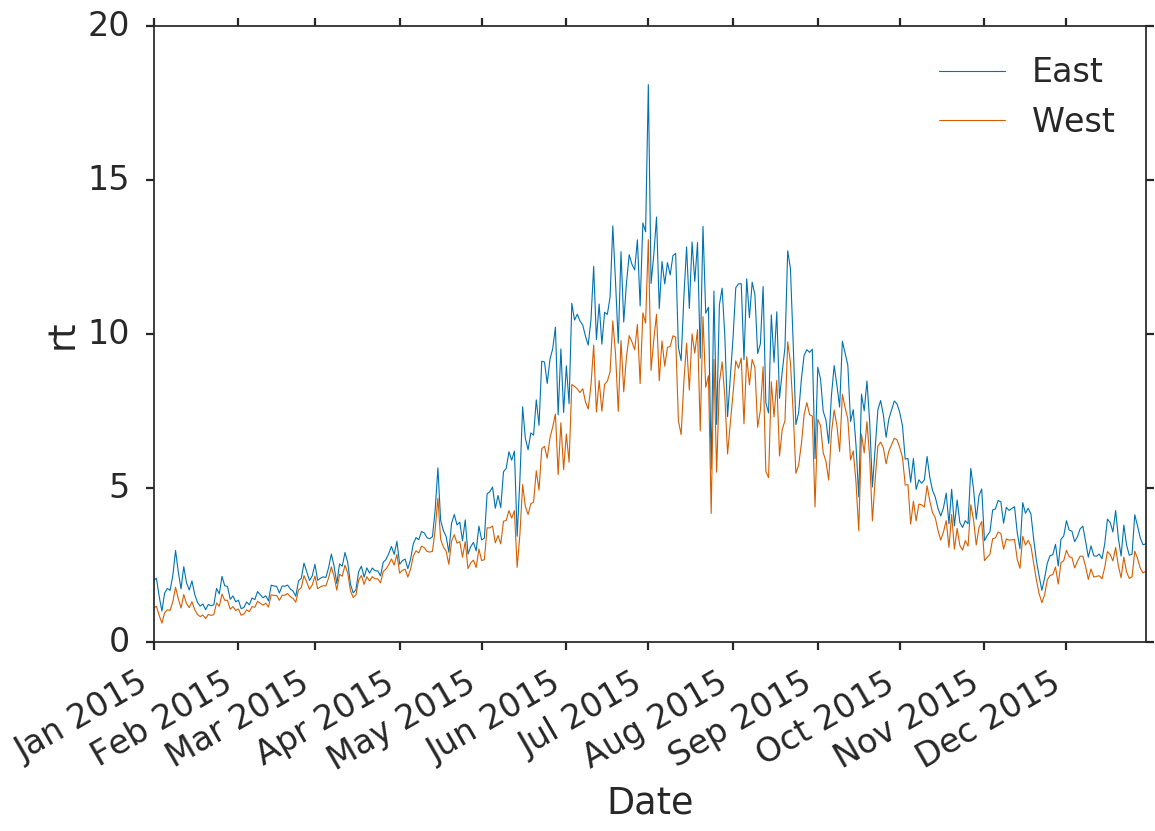 20
15
10
5
0
rt
East
West
Jan 2015
Feb 2015
Mar 2015
Apr 2015
May 2015
Jun 2015
Jul 2015
Aug 2015
Sep 2015
Oct 2015
Nov 2015
Dec 2015
Date